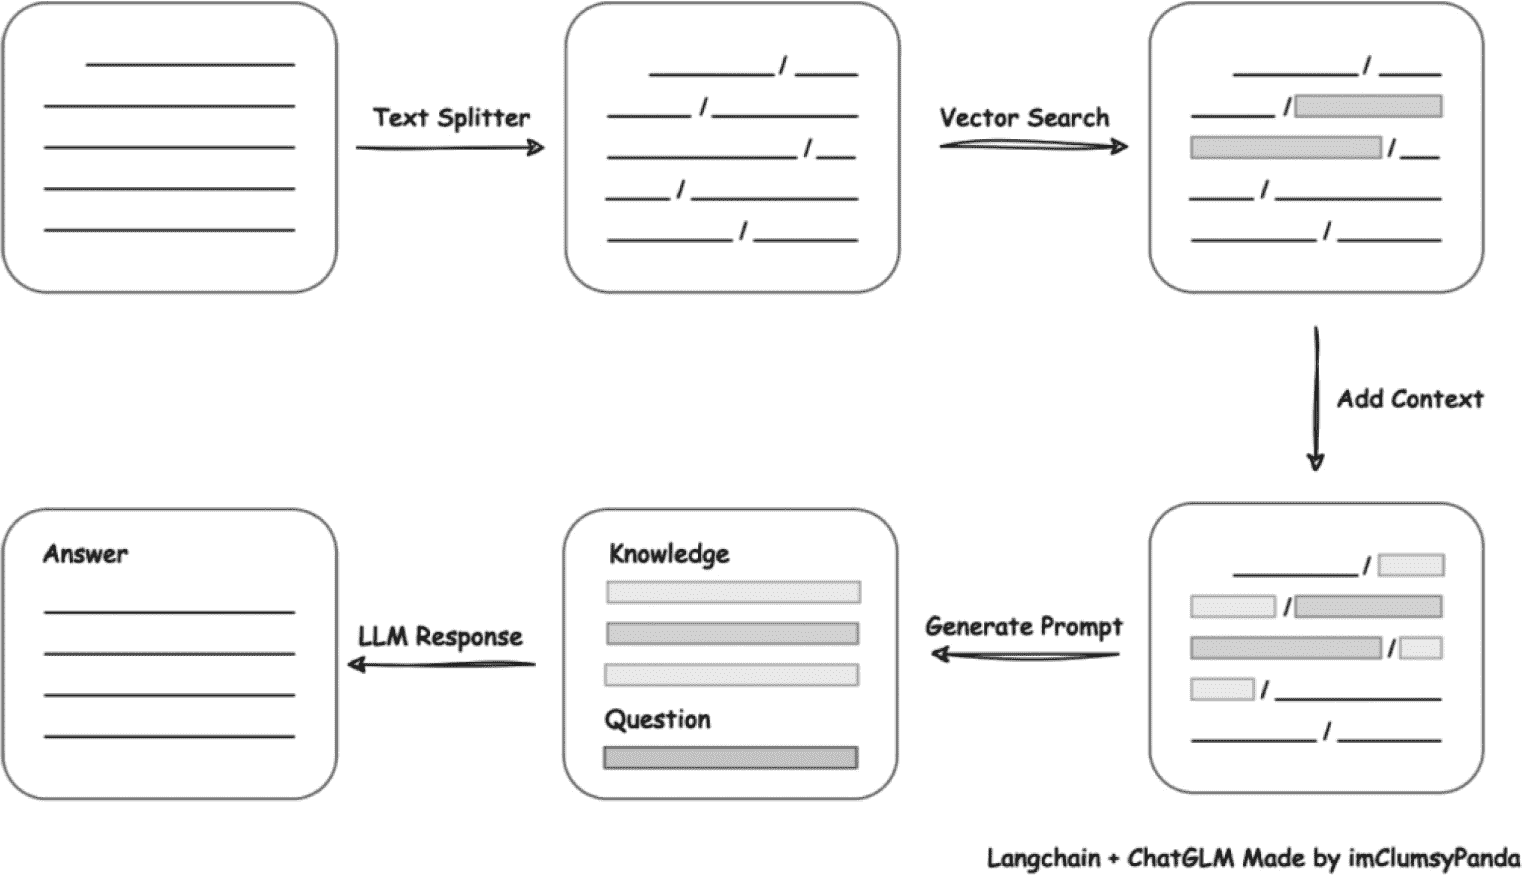 Text Splitter
Vector Search
Add Context
Answer
LLM Response
Knowledge
Question
Generate Prompt
Langchain + ChatGLM Made by imClumsyPanda